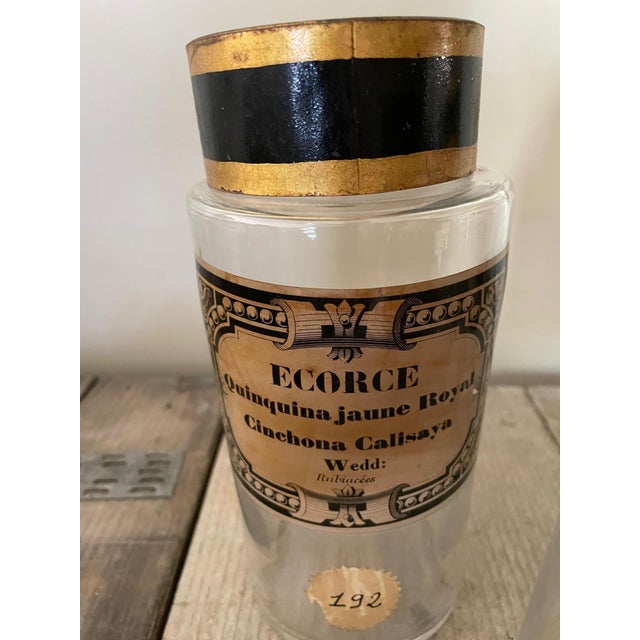 ECORCE
Quinquina jaune Royal
Cinchona Calisaya
Wedd:
Rubiacées
192